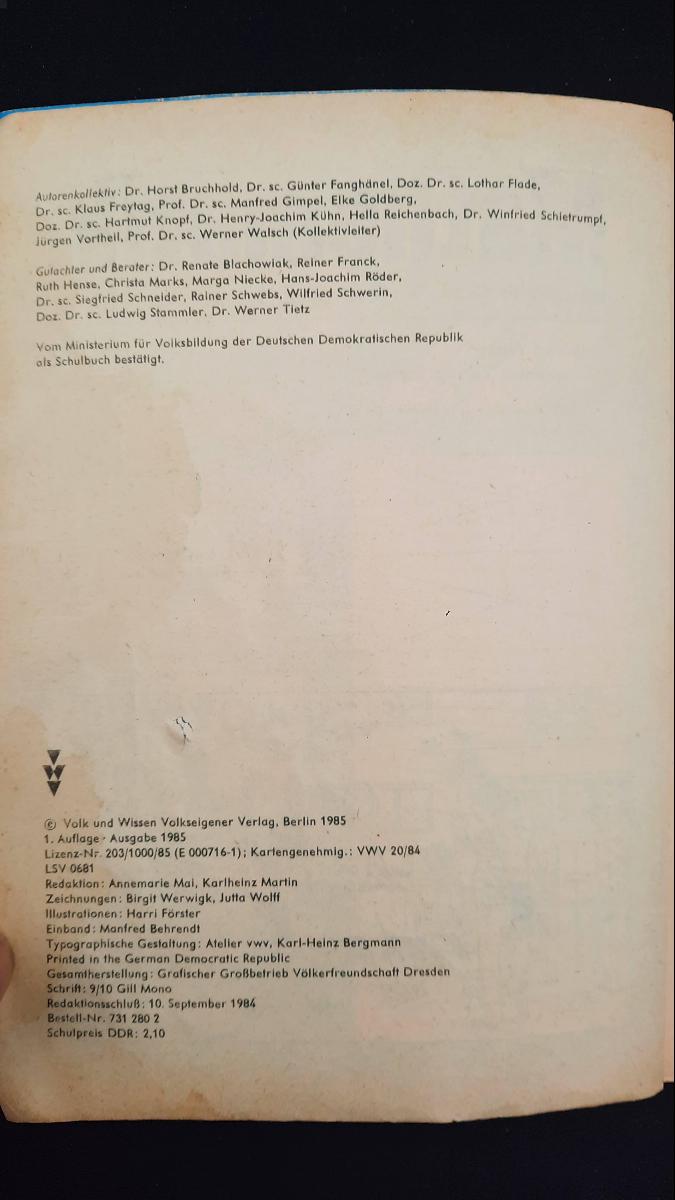 Autorenkollektiv: Dr. Horst Bruchhold, Dr. sc. Günter Fanghänel, Doz. Dr. sc. Lothar Flade,
Dr. sc. Klaus Freytag, Prof. Dr. sc. Manfred Gimpel, Elke Goldberg,
Doz. Dr. sc. Hartmut Knopf, Dr. Henry-Joachim Kühn, Hella Reichenbach, Dr. Winfried Schletrumpf,
Jürgen Vortheil, Prof. Dr. sc. Werner Walsch (Kollektivleiter)
Gutachter und Berater: Dr. Renate Blachowiak, Reiner Franck,
Ruth Hense, Christa Marks, Marga Niecke, Hans-Joachim Röder,
Dr. sc. Siegfried Schneider, Rainer Schwebs, Wilfried Schwerin,
Doz. Dr. sc. Ludwig Stammler, Dr. Werner Tietz
Vom Ministerium für Volksbildung der Deutschen Demokratischen Republik
als Schulbuch bestätigt.
© Volk und Wissen Volkseigener Verlag, Berlin 1985
1. Auflage · Ausgabe 1985
Lizenz-Nr. 203/1000/85 (E 000716-1); Kartengenehmig.: VWV 20/84
LSV 0681
Redaktion: Annemarie Mai, Karlheinz Martin
Zeichnungen: Birgit Werwigk, Jutta Wolff
Illustrationen: Harri Förster
Einband: Manfred Behrendt
Typographische Gestaltung: Atelier vwv, Karl-Heinz Bergmann
Printed in the German Democratic Republic
Gesamtherstellung: Grafischer Großbetrieb Völkerfreundschaft Dresden
Schrift: 9/10 Gill Mono
Redaktionsschluß: 10. September 1984
Bestell-Nr. 731 280 2
Schulpreis DDR: 2,10